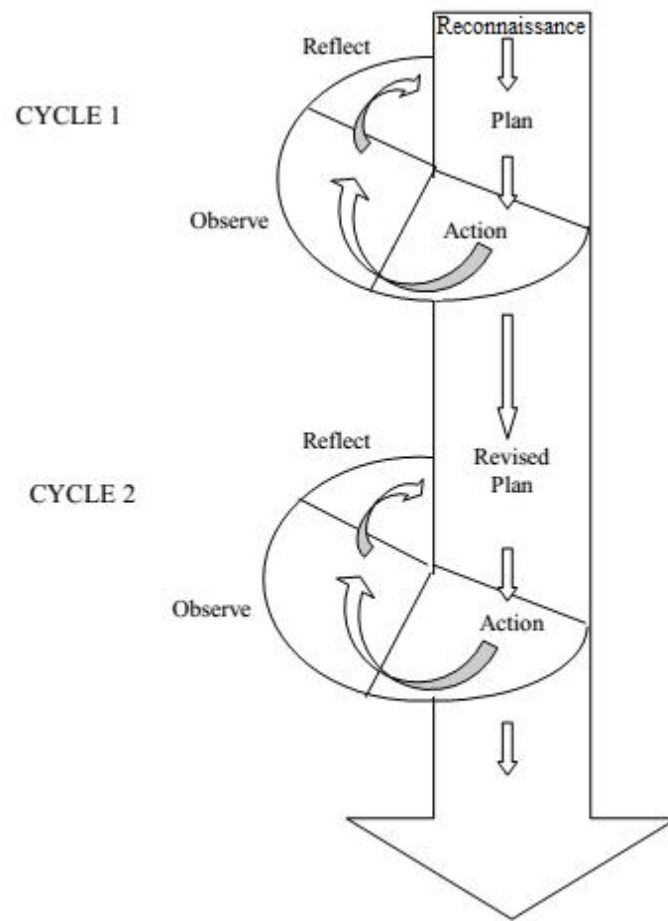 Reconnaissance
Reflect
CYCLE 1
Plan
Observe
Action
Reflect
Revised
Plan
CYCLE 2
Observe
Action